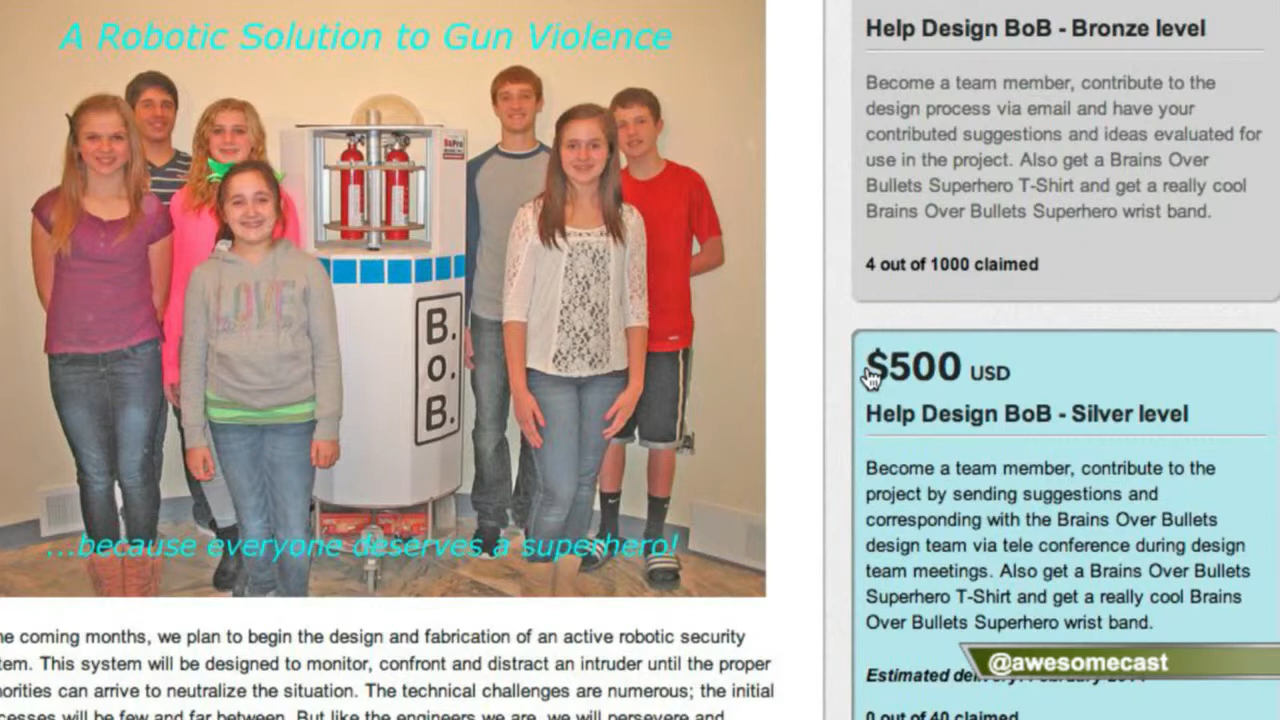 A Robotic Solution to Gun Violence
B.
o.
B.
...because everyone deserves a superhero!
he coming months, we plan to begin the design and fabrication of an active robotic security
tem. This system will be designed to monitor, confront and distract an intruder until the proper
horities can arrive to neutralize the situation. The technical challenges are numerous; the initial
cesses will be few and far between. But like the engineers we are, we will persevere and
Help Design BoB - Bronze level
Become a team member, contribute to the
design process via email and have your
contributed suggestions and ideas evaluated for
use in the project. Also get a Brains Over
Bullets Superhero T-Shirt and get a really cool
Brains Over Bullets Superhero wrist band.
4 out of 1000 claimed
$500 USD
Help Design BoB - Silver level
Become a team member, contribute to the
project by sending suggestions and
corresponding with the Brains Over Bullets
design team via tele conference during design
team meetings. Also get a Brains Over Bullets
Superhero T-Shirt and get a really cool Brains
Over Bullets Superhero wrist band.
@awesomecast
Estimated
0 out of 40 claimed